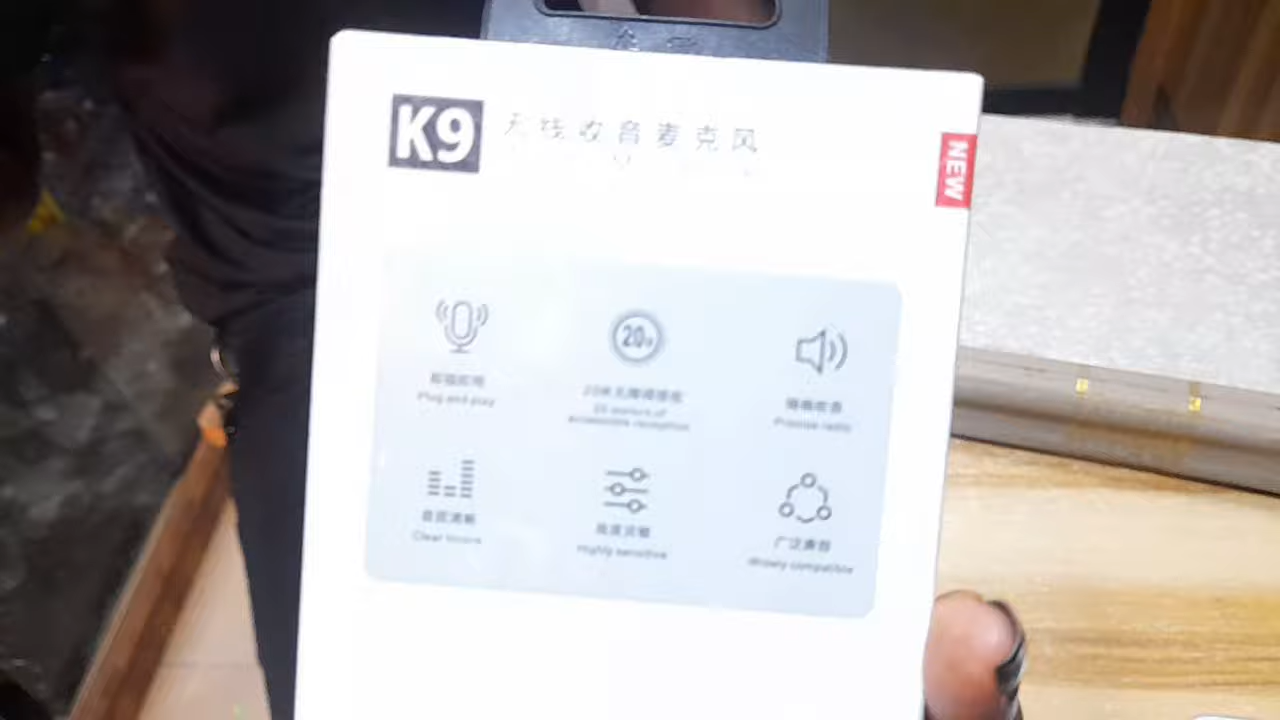 K9 无线收音麦克风
NEW
20
即插即用
Plug and play
20米无障碍接收
20 meters of
Accessible reception
精准收音
Precise radio
音质清晰
Clear
高度灵敏
Highly sensitive
广泛兼容
Widely compatible